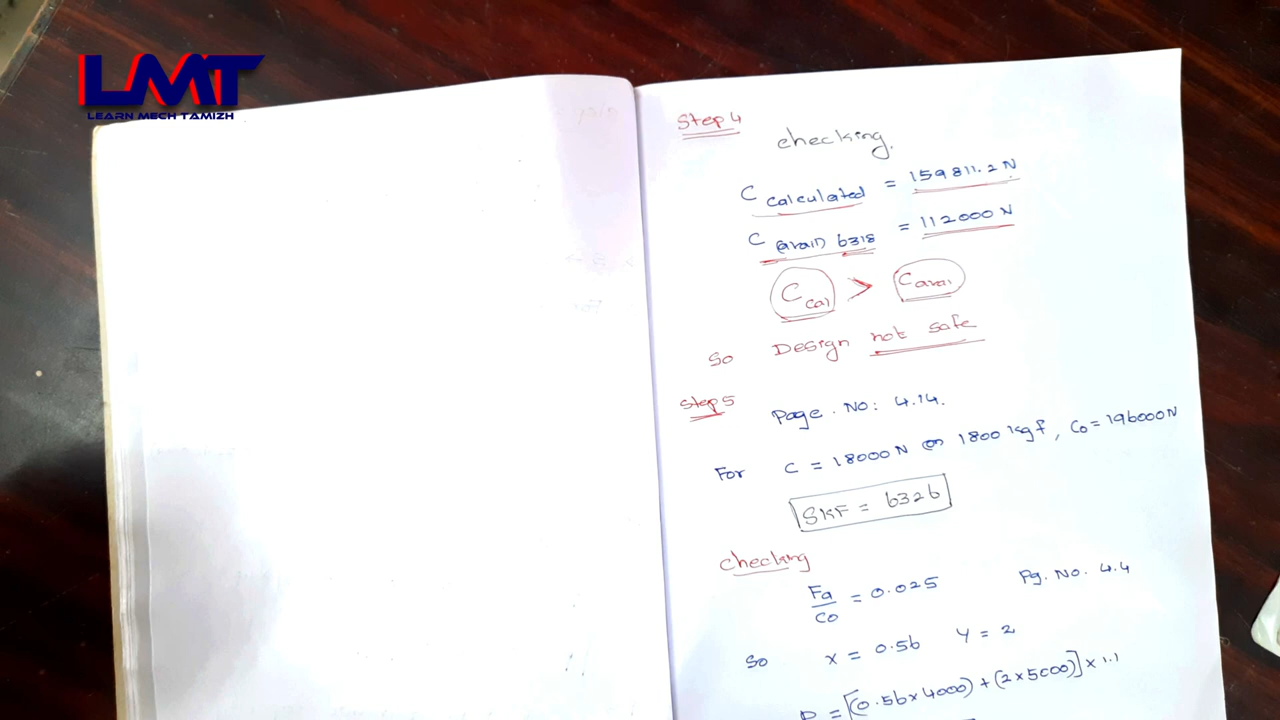 LMT
LEARN MECH TAMIZH
Step 4
checking.
C calculated = 159811.2 N
C (avai) 6318 = 112000 N
C cal > C avai
So Design not safe
Step 5
Page. No: 4.14.
For C = 18000 N or 1800 kgf, Co = 196000 N
SKF = 6326
checking
Fa/Co = 0.025 Pg. No. 4.4
So x = 0.56 Y = 2
P = [(0.56 x 4000) + (2 x 5000)] x 1.1